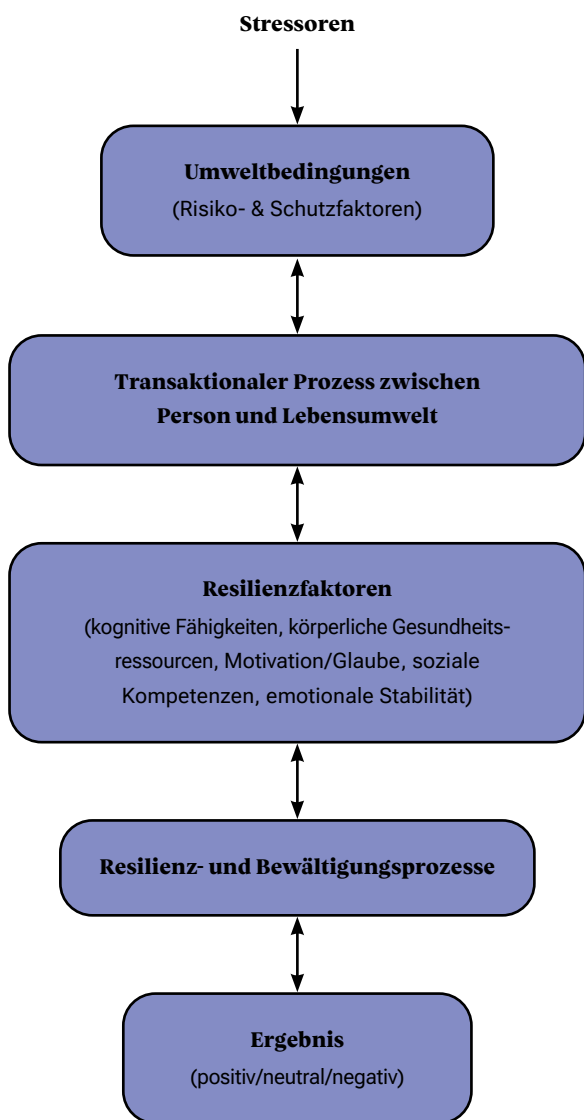 Stressoren
Umweltbedingungen
(Risiko- & Schutzfaktoren)
Transaktionaler Prozess zwischen
Person und Lebensumwelt
Resilienzfaktoren
(kognitive Fähigkeiten, körperliche Gesundheits-
ressourcen, Motivation/Glaube, soziale
Kompetenzen, emotionale Stabilität)
Resilienz- und Bewältigungsprozesse
Ergebnis
(positiv/neutral/negativ)